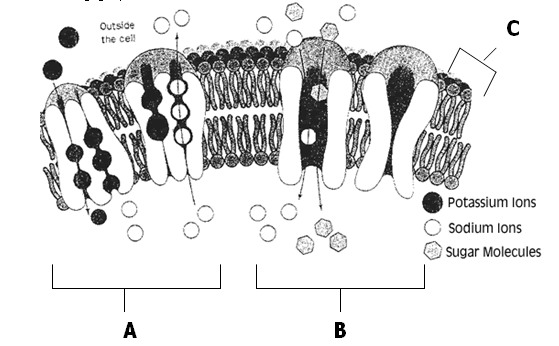 Outside
the cell
C
Potassium Ions
Sodium Ions
Sugar Molecules
A
B